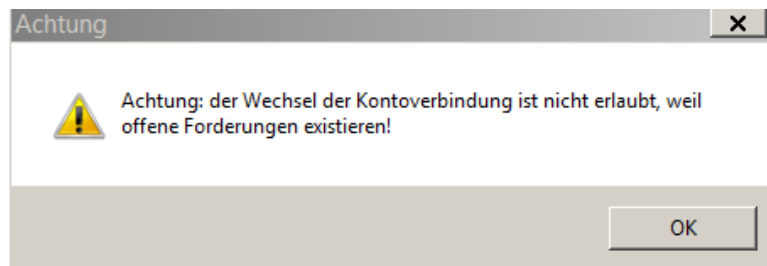 Achtung
Achtung: der Wechsel der Kontoverbindung ist nicht erlaubt, weil
offene Forderungen existieren!
OK